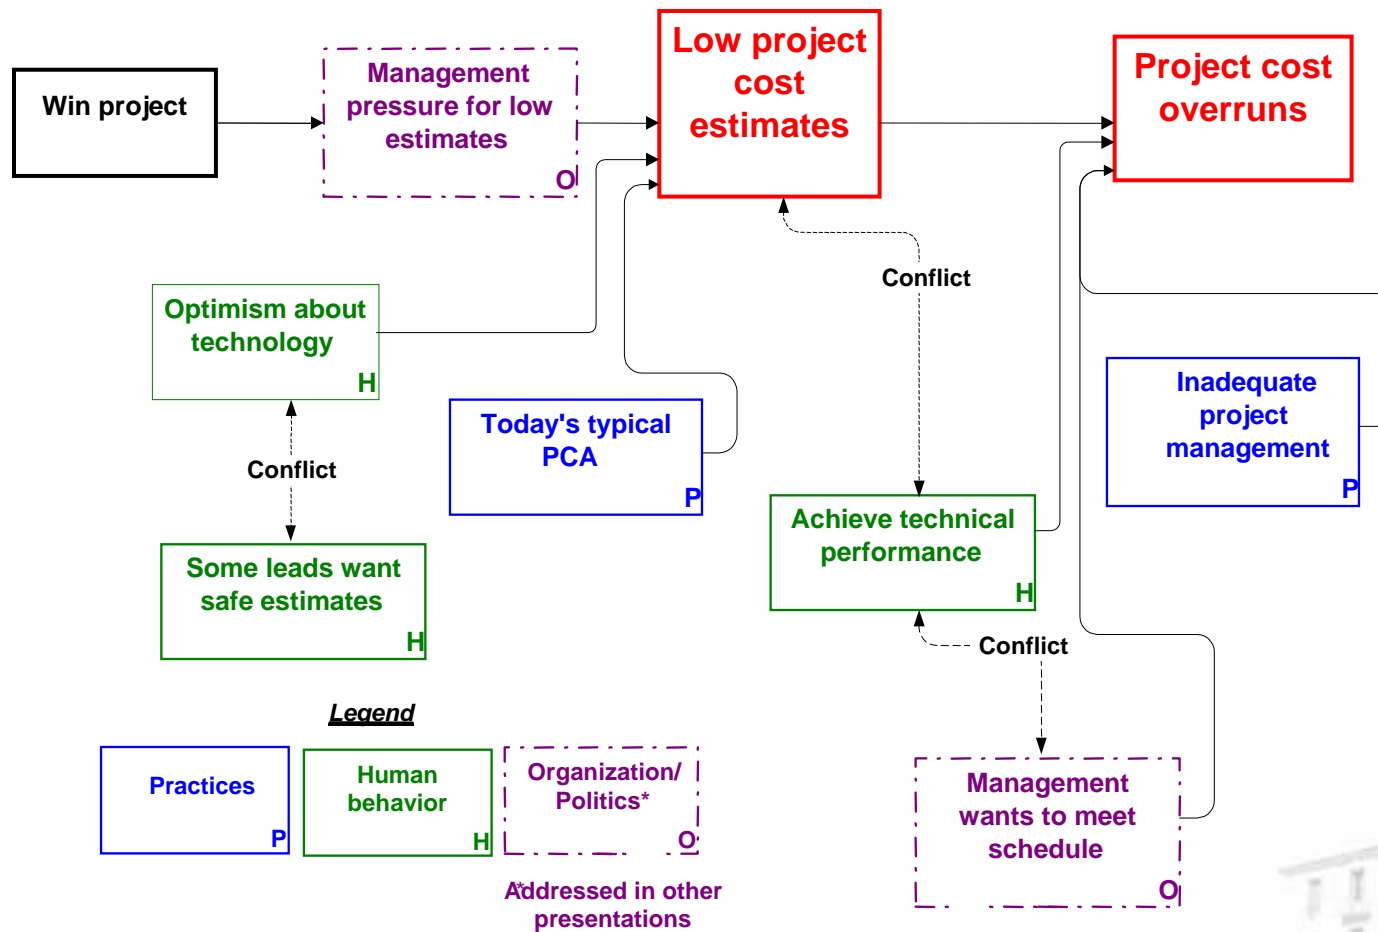 Win project
Management
pressure for low
estimates
O
Low project
cost
estimates
Project cost
overruns
Conflict
Optimism about
technology
H
Conflict
Some leads want
safe estimates
H
Today's typical
PCA
P
Inadequate
project
management
P
Achieve technical
performance
H
Conflict
Management
wants to meet
schedule
O
Legend
Practices
P
Human
behavior
H
Organization/
Politics*
O
*Addressed in other
presentations